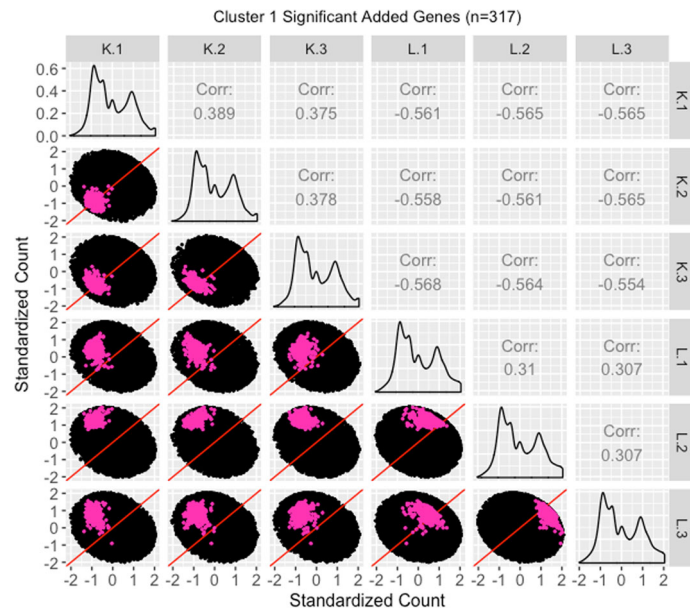 Cluster 1 Significant Added Genes (n=317)
K.1 K.2 K.3 L.1 L.2 L.3
0.6
0.4
0.2
0.0
Corr:
0.389
Corr:
0.375
Corr:
-0.561
Corr:
-0.565
Corr:
-0.565
K.1
2
1
0
-1
-2
Corr:
0.378
Corr:
-0.558
Corr:
-0.561
Corr:
-0.565
K.2
2
1
0
-1
-2
Corr:
-0.568
Corr:
-0.564
Corr:
-0.554
K.3
Standardized Count
2
1
0
-1
-2
Corr:
0.31
Corr:
0.307
L.1
2
1
0
-1
-2
Corr:
0.307
L.2
2
1
0
-1
-2
L.3
-2 -1 0 1 2 -2 -1 0 1 2 -2 -1 0 1 2 -2 -1 0 1 2 -2 -1 0 1 2 -2 -1 0 1 2
Standardized Count